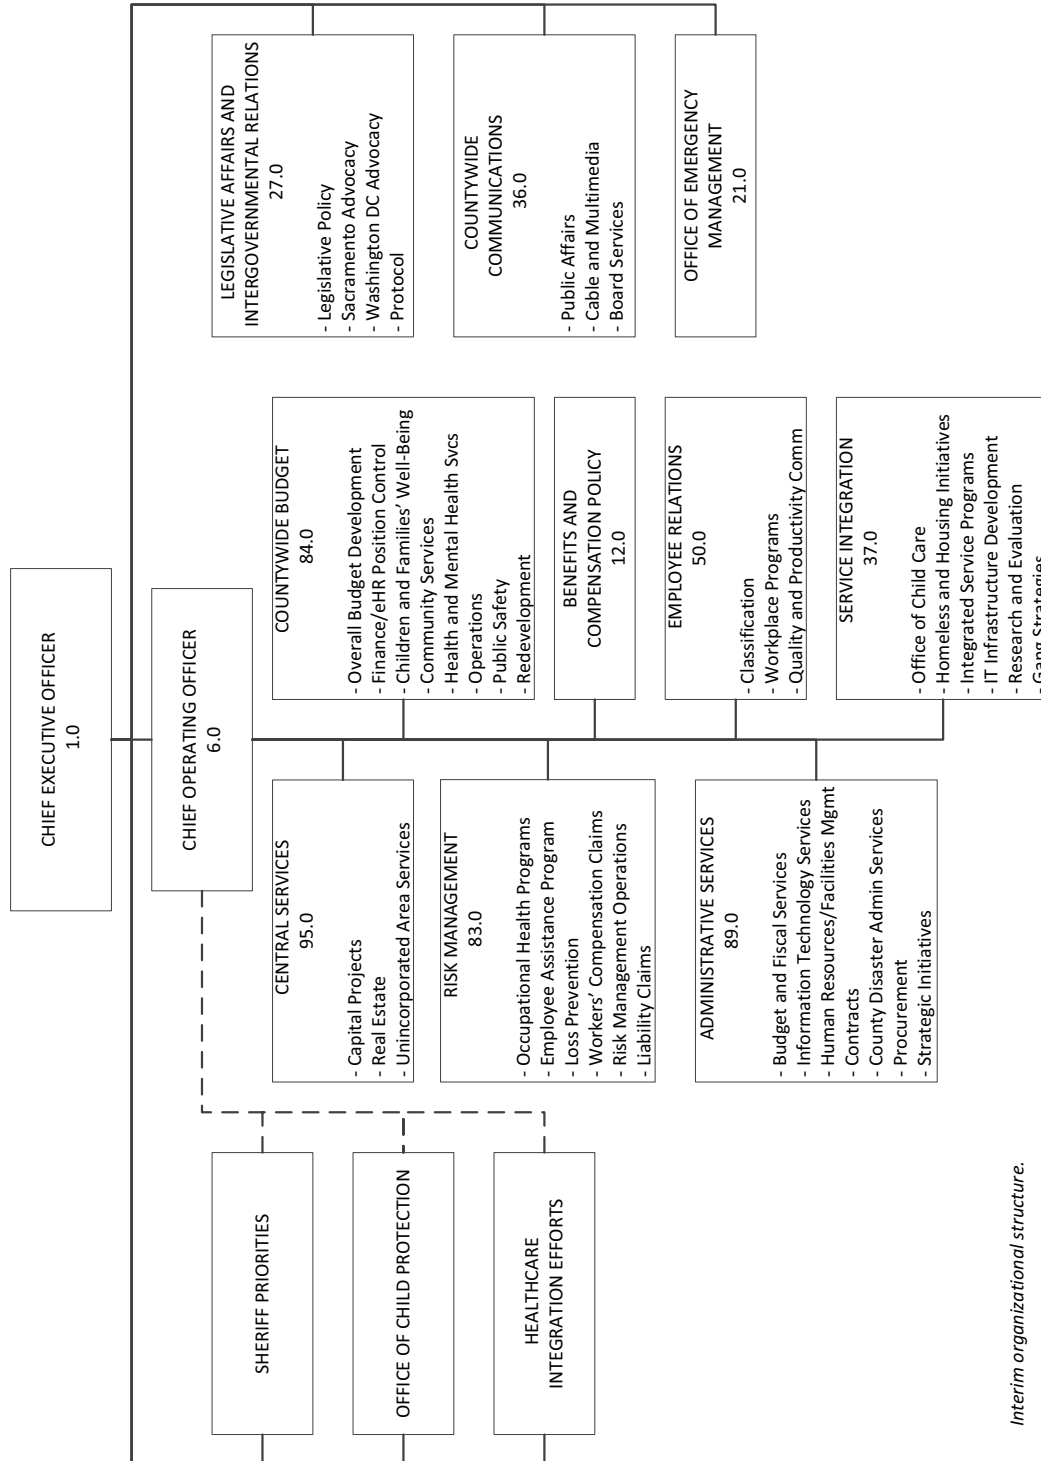 CHIEF EXECUTIVE OFFICER
1.0
CHIEF OPERATING OFFICER
6.0
SHERIFF PRIORITIES
OFFICE OF CHILD PROTECTION
HEALTHCARE
INTEGRATION EFFORTS
CENTRAL SERVICES
95.0
- Capital Projects
- Real Estate
- Unincorporated Area Services
RISK MANAGEMENT
83.0
- Occupational Health Programs
- Employee Assistance Program
- Loss Prevention
- Workers' Compensation Claims
- Risk Management Operations
- Liability Claims
ADMINISTRATIVE SERVICES
89.0
- Budget and Fiscal Services
- Information Technology Services
- Human Resources/Facilities Mgmt
- Contracts
- County Disaster Admin Services
- Procurement
- Strategic Initiatives
COUNTYWIDE BUDGET
84.0
- Overall Budget Development
- Finance/eHR Position Control
- Children and Families' Well-Being
- Community Services
- Health and Mental Health Svcs
- Operations
- Public Safety
- Redevelopment
BENEFITS AND
COMPENSATION POLICY
12.0
EMPLOYEE RELATIONS
50.0
- Classification
- Workplace Programs
- Quality and Productivity Comm
SERVICE INTEGRATION
37.0
- Office of Child Care
- Homeless and Housing Initiatives
- Integrated Service Programs
- IT Infrastructure Development
- Research and Evaluation
- Gang Strategies
LEGISLATIVE AFFAIRS AND
INTERGOVERNMENTAL RELATIONS
27.0
- Legislative Policy
- Sacramento Advocacy
- Washington DC Advocacy
- Protocol
COUNTYWIDE
COMMUNICATIONS
36.0
- Public Affairs
- Cable and Multimedia
- Board Services
OFFICE OF EMERGENCY
MANAGEMENT
21.0
Interim organizational structure.